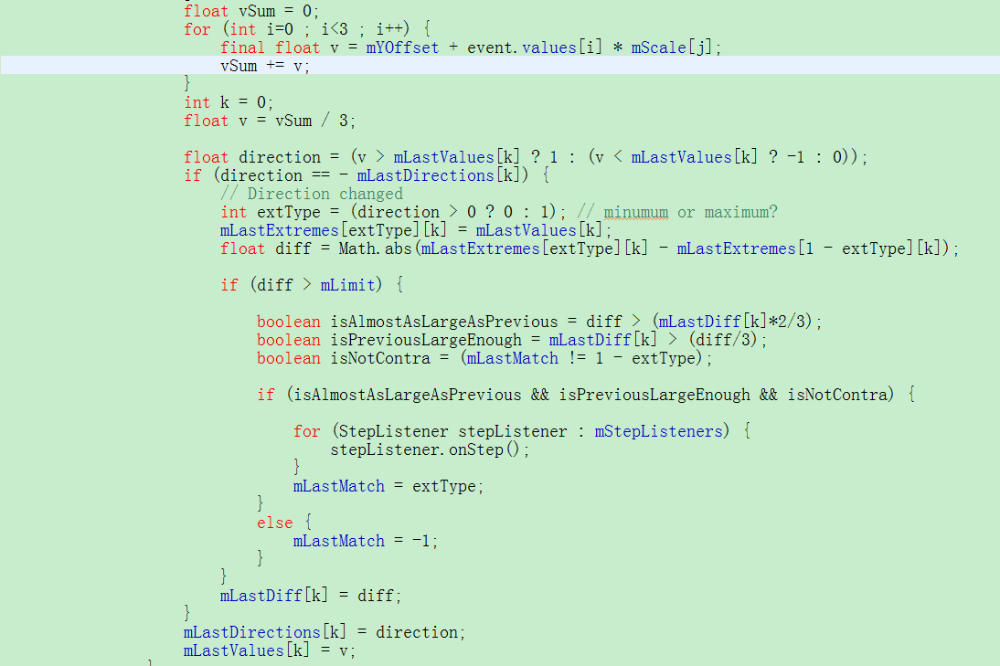 float vSum = 0;
for (int i=0 ; i<3 ; i++) {
final float v = mYOffset + event.values[i] * mScale[j];
vSum += v;
}
int k = 0;
float v = vSum / 3;
float direction = (v > mLastValues[k] ? 1 : (v < mLastValues[k] ? -1 : 0));
if (direction == - mLastDirections[k]) {
// Direction changed
int extType = (direction > 0 ? 0 : 1); // minumum or maximum?
mLastExtremes[extType][k] = mLastValues[k];
float diff = Math.abs(mLastExtremes[extType][k] - mLastExtremes[1 - extType][k]);
if (diff > mLimit) {
boolean isAlmostAsLargeAsPrevious = diff > (mLastDiff[k]*2/3);
boolean isPreviousLargeEnough = mLastDiff[k] > (diff/3);
boolean isNotContra = (mLastMatch != 1 - extType);
if (isAlmostAsLargeAsPrevious && isPreviousLargeEnough && isNotContra) {
for (StepListener stepListener : mStepListeners) {
stepListener.onStep();
}
mLastMatch = extType;
}
else {
mLastMatch = -1;
}
}
mLastDiff[k] = diff;
}
mLastDirections[k] = direction;
mLastValues[k] = v;